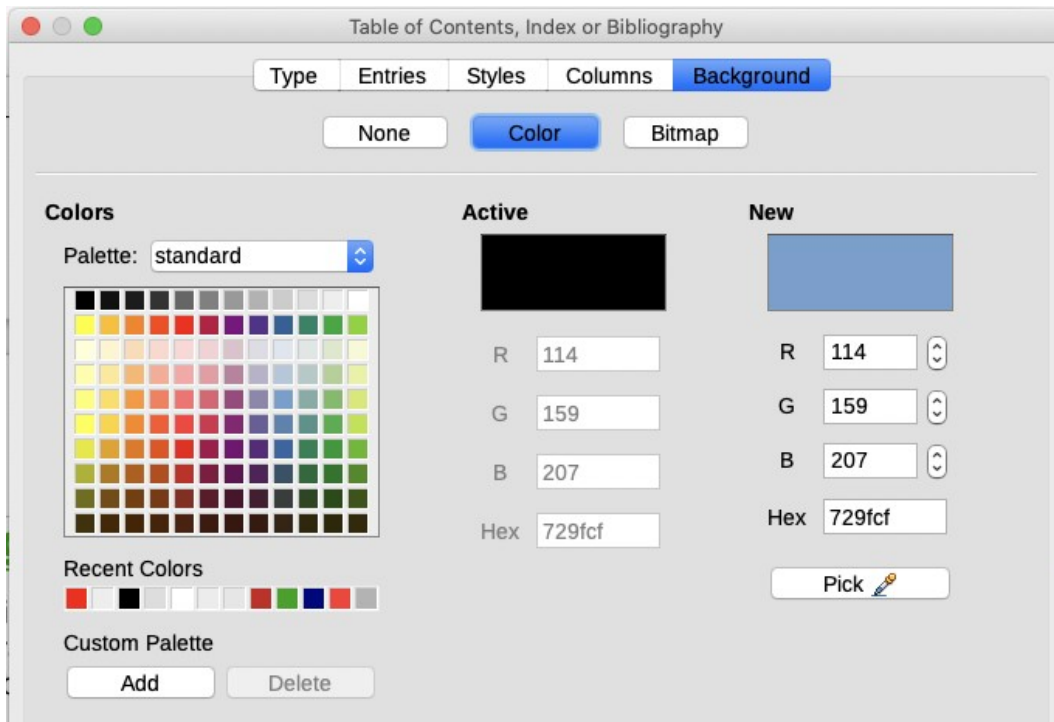 Table of Contents, Index or Bibliography
Type Entries Styles Columns Background
None Color Bitmap
Colors
Palette: standard
Recent Colors
Custom Palette
Add Delete
Active
R 114
G 159
B 207
Hex 729fcf
New
R 114
G 159
B 207
Hex 729fcf
Pick